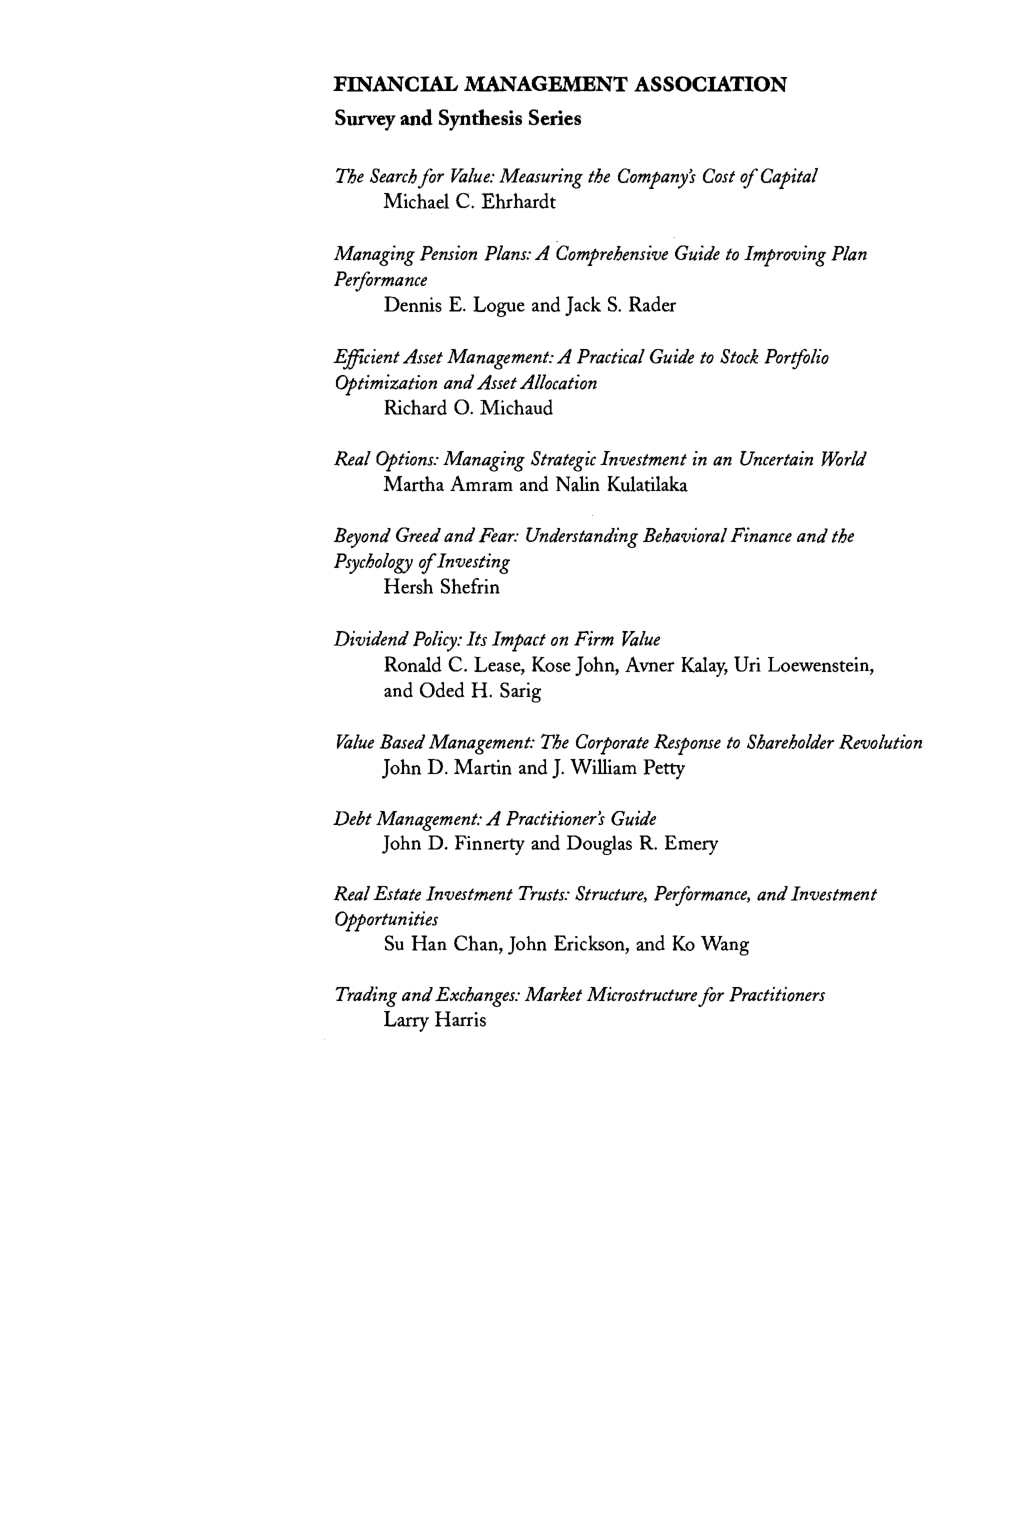 FINANCIAL MANAGEMENT ASSOCIATION
Survey and Synthesis Series
The Search for Value: Measuring the Company's Cost of Capital
Michael C. Ehrhardt
Managing Pension Plans: A Comprehensive Guide to Improving Plan
Performance
Dennis E. Logue and Jack S. Rader
Efficient Asset Management: A Practical Guide to Stock Portfolio
Optimization and Asset Allocation
Richard O. Michaud
Real Options: Managing Strategic Investment in an Uncertain World
Martha Amram and Nalin Kulatilaka
Beyond Greed and Fear: Understanding Behavioral Finance and the
Psychology of Investing
Hersh Shefrin
Dividend Policy: Its Impact on Firm Value
Ronald C. Lease, Kose John, Avner Kalay, Uri Loewenstein,
and Oded H. Sarig
Value Based Management: The Corporate Response to Shareholder Revolution
John D. Martin and J. William Petty
Debt Management: A Practitioner's Guide
John D. Finnerty and Douglas R. Emery
Real Estate Investment Trusts: Structure, Performance, and Investment
Opportunities
Su Han Chan, John Erickson, and Ko Wang
Trading and Exchanges: Market Microstructure for Practitioners
Larry Harris